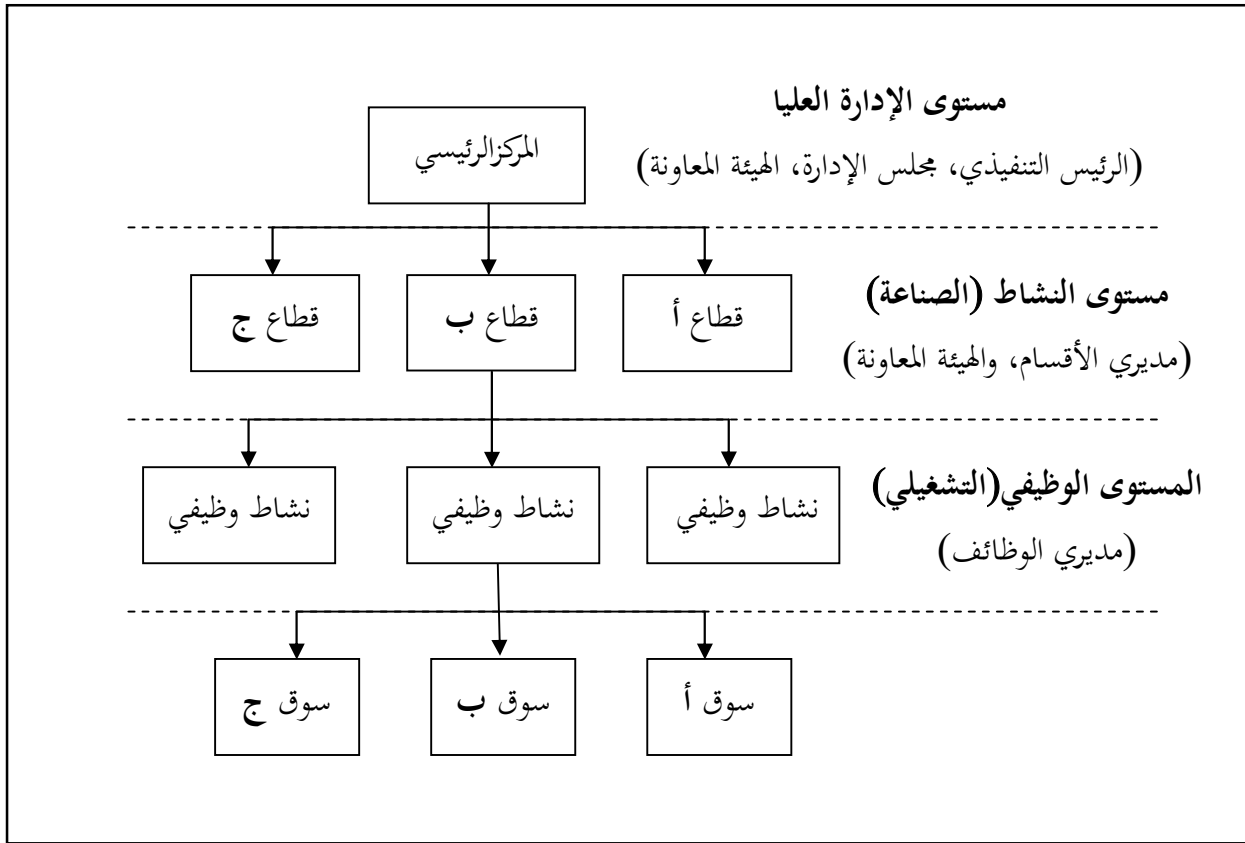 مستوى الإدارة العليا
المركزالرئيسي
(الرئيس التنفيذي، مجلس الإدارة، الهيئة المعاونة)
مستوى النشاط (الصناعة)
قطاع أ
قطاع ب
قطاع ج
(مديري الأقسام، والهيئة المعاونة)
المستوى الوظيفي(التشغيلي)
نشاط وظيفي
نشاط وظيفي
نشاط وظيفي
(مديري الوظائف)
سوق أ
سوق ب
سوق ج